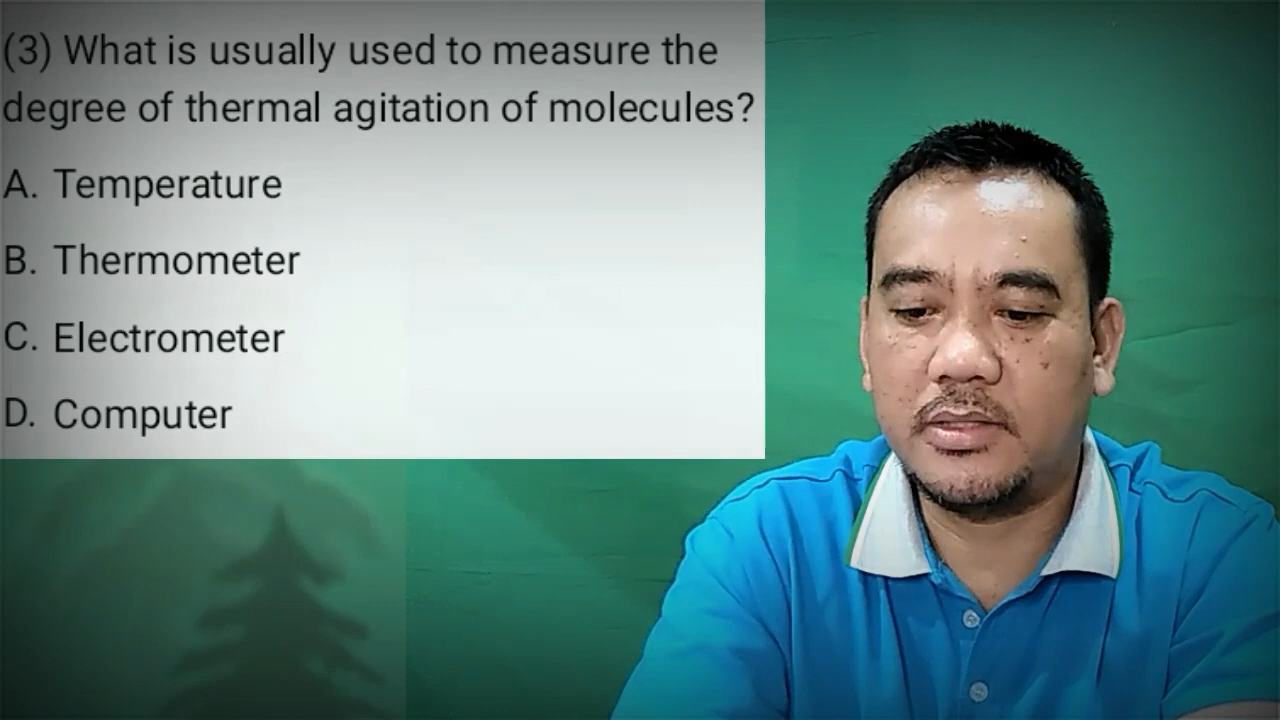 (3) What is usually used to measure the
degree of thermal agitation of molecules?
A. Temperature
B. Thermometer
C. Electrometer
D. Computer